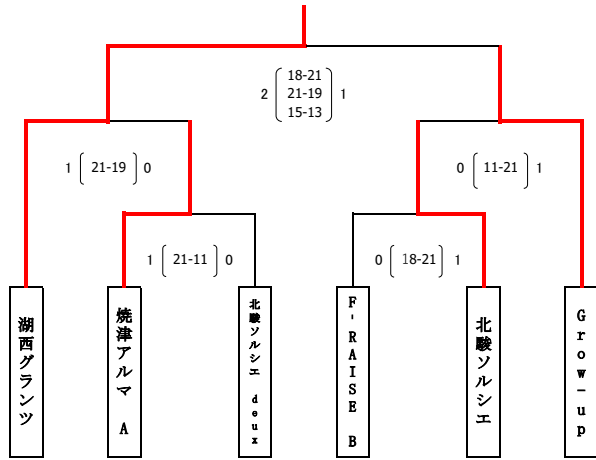 18-21
2 21-19 1
15-13
1 21-19 0
0 11-21 1
1 21-11 0
0 18-21 1
湖西グランツ
焼津アルマ A
北駿ソルシエ deux
F'RAISE B
北駿ソルシエ
Grow-up